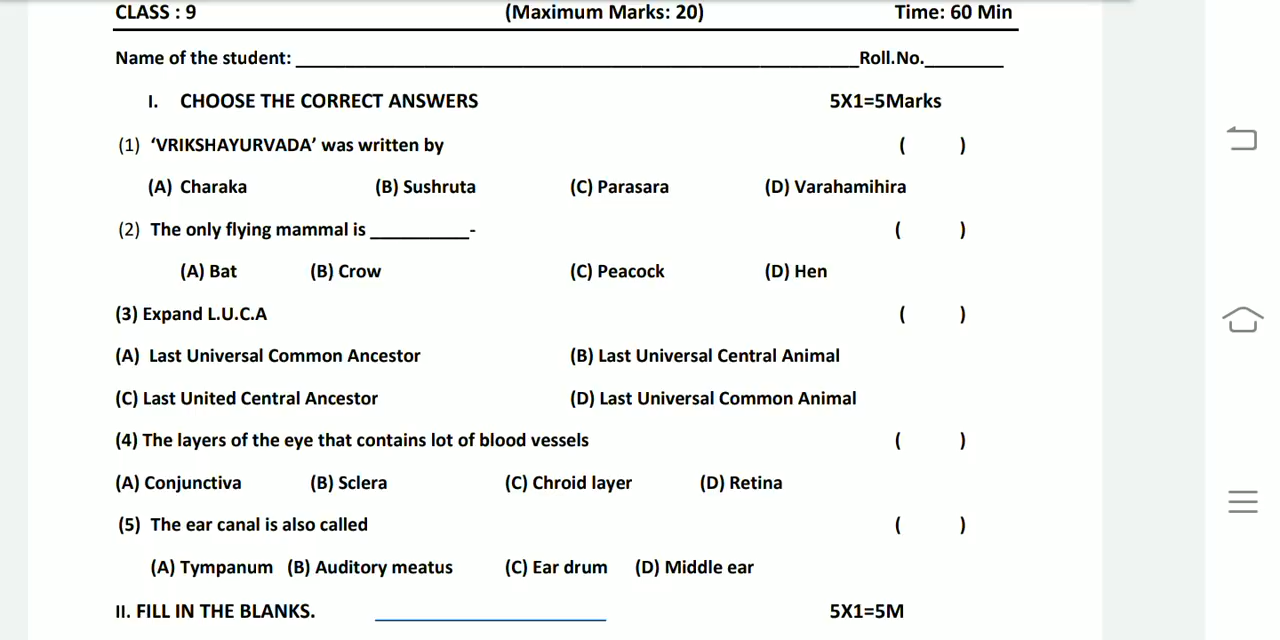 CLASS : 9 (Maximum Marks: 20) Time: 60 Min
Name of the student: ____________________ Roll.No.________
I. CHOOSE THE CORRECT ANSWERS 5X1=5Marks
(1) ‘VRIKSHAYURVADA’ was written by ( )
(A) Charaka (B) Sushruta (C) Parasara (D) Varahamihira
(2) The only flying mammal is __________- ( )
(A) Bat (B) Crow (C) Peacock (D) Hen
(3) Expand L.U.C.A ( )
(A) Last Universal Common Ancestor (B) Last Universal Central Animal
(C) Last United Central Ancestor (D) Last Universal Common Animal
(4) The layers of the eye that contains lot of blood vessels ( )
(A) Conjunctiva (B) Sclera (C) Chroid layer (D) Retina
(5) The ear canal is also called ( )
(A) Tympanum (B) Auditory meatus (C) Ear drum (D) Middle ear
II. FILL IN THE BLANKS. 5X1=5M